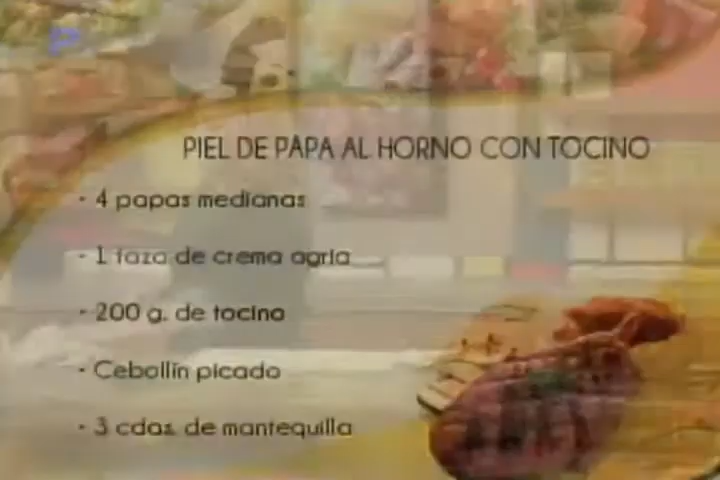 PIEL DE PAPA AL HORNO CON TOCINO
- 4 papas medianas
- 1 taza de crema agria
- 200 g. de tocino
- Cebollín picado
- 3 cdas. de mantequilla